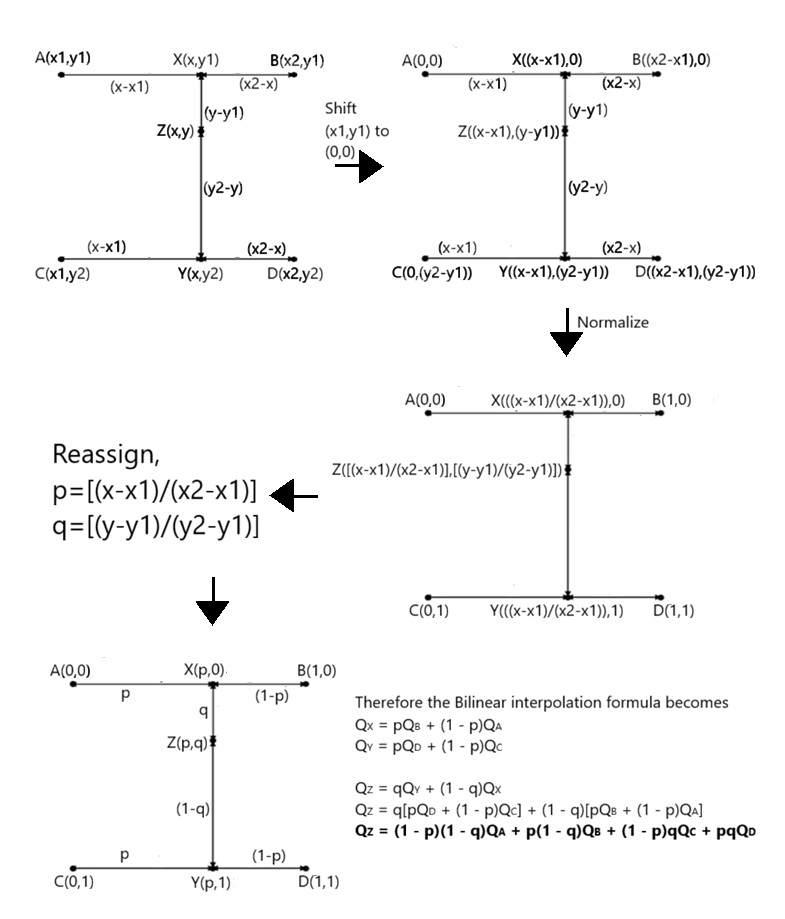 A(x1,y1) X(x,y1) B(x2,y1)
(x-x1) (x2-x)
(y-y1)
Z(x,y)
(y2-y)
(x-x1) (x2-x)
C(x1,y2) Y(x,y2) D(x2,y2)
Shift
(x1,y1) to
(0,0)
A(0,0) X((x-x1),0) B((x2-x1),0)
(x-x1) (x2-x)
(y-y1)
Z((x-x1),(y-y1))
(y2-y)
(x-x1) (x2-x)
C(0,(y2-y1)) Y((x-x1),(y2-y1)) D((x2-x1),(y2-y1))
Normalize
A(0,0) X(((x-x1)/(x2-x1)),0) B(1,0)
Z([(x-x1)/(x2-x1)],[(y-y1)/(y2-y1)])
C(0,1) Y(((x-x1)/(x2-x1)),1) D(1,1)
Reassign,
p=[(x-x1)/(x2-x1)]
q=[(y-y1)/(y2-y1)]
A(0,0) X(p,0) B(1,0)
p (1-p)
q
Z(p,q)
(1-q)
p (1-p)
C(0,1) Y(p,1) D(1,1)
Therefore the Bilinear interpolation formula becomes
Qx = pQB + (1 - p)QA
QY = pQD + (1 - p)QC
Qz = qQY + (1 - q)Qx
Qz = q[pQD + (1 - p)Qc] + (1 - q)[pQB + (1 - p)QA]
Qz = (1 - p)(1 - q)QA + p(1 - q)QB + (1 - p)qQc + pqQD